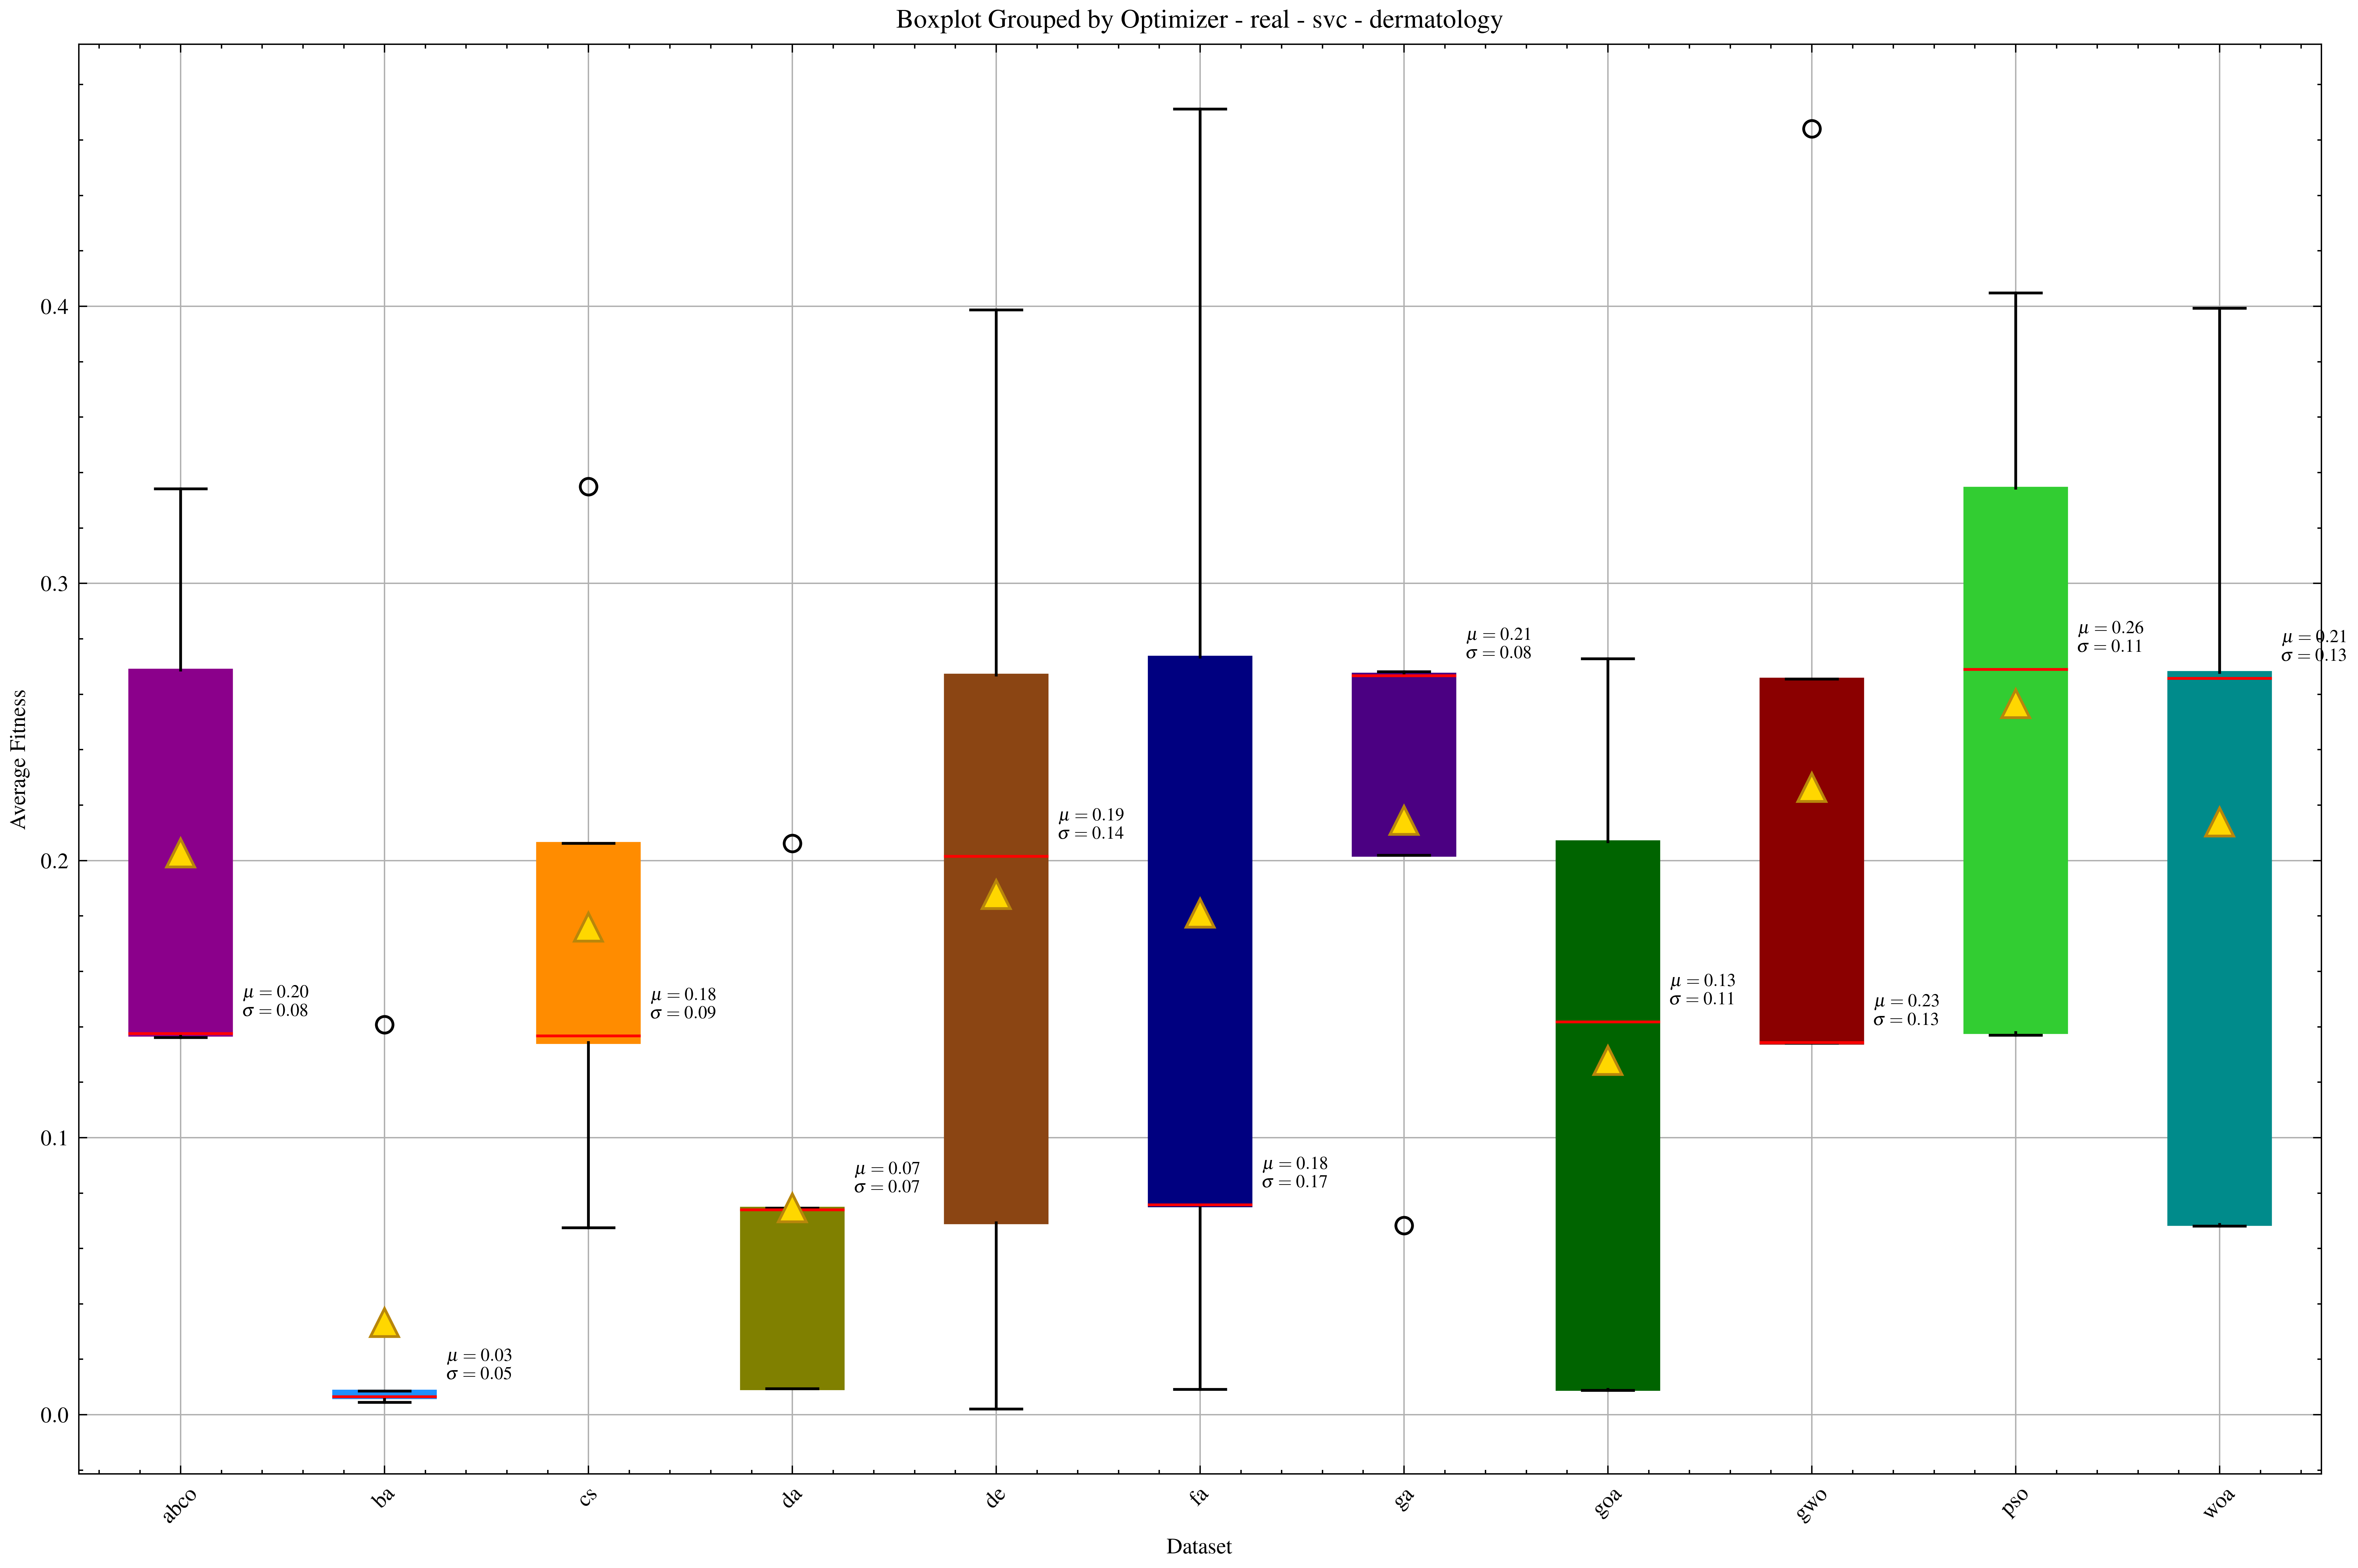 Boxplot Grouped by Optimizer - real - svc - dermatology
Average Fitness
0.4
0.3
0.2
0.1
0.0
μ = 0.20
σ = 0.08
μ = 0.03
σ = 0.05
μ = 0.18
σ = 0.09
μ = 0.07
σ = 0.07
μ = 0.19
σ = 0.14
μ = 0.18
σ = 0.17
μ = 0.21
σ = 0.08
μ = 0.13
σ = 0.11
μ = 0.23
σ = 0.13
μ = 0.26
σ = 0.11
μ = 0.21
σ = 0.13
abco
ba
cs
da
de
fa
ga
goa
gwo
pso
woa
Dataset